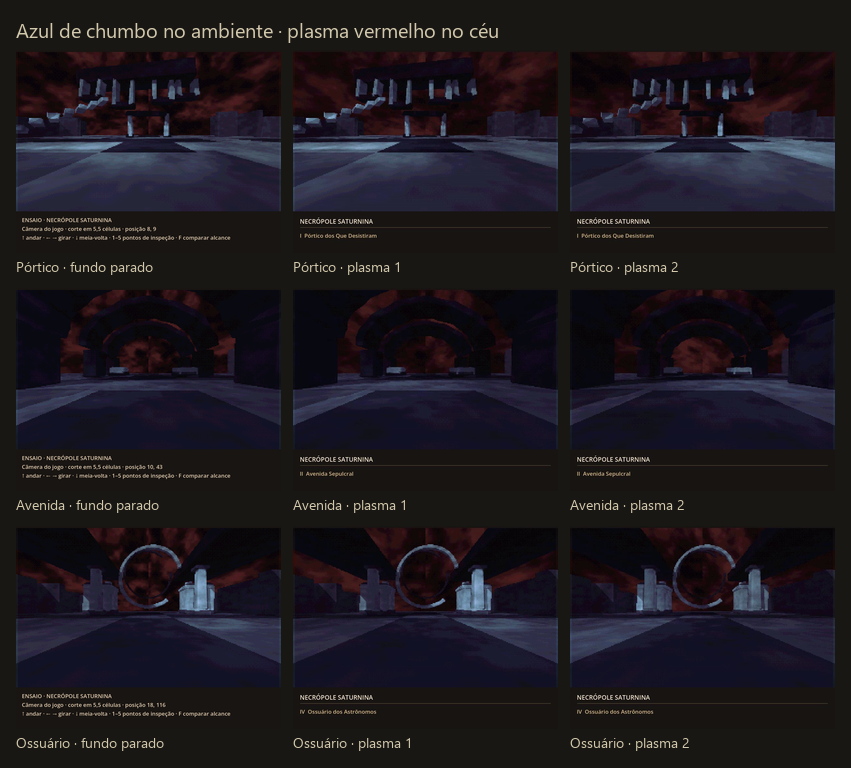 Azul de chumbo no ambiente · plasma vermelho no céu
ENSAIO · NECRÓPOLE SATURNINA
Câmera do jogo · corte em 5,5 células · posição 8, 9
↑ andar · ← → girar · ↓ meia-volta · 1–5 pontos de inspeção · F comparar alcance
NECRÓPOLE SATURNINA
I Pórtico dos Que Desistiram
NECRÓPOLE SATURNINA
I Pórtico dos Que Desistiram
Pórtico · fundo parado
Pórtico · plasma 1
Pórtico · plasma 2
ENSAIO · NECRÓPOLE SATURNINA
Câmera do jogo · corte em 5,5 células · posição 10, 43
↑ andar · ← → girar · ↓ meia-volta · 1–5 pontos de inspeção · F comparar alcance
NECRÓPOLE SATURNINA
II Avenida Sepulcral
NECRÓPOLE SATURNINA
II Avenida Sepulcral
Avenida · fundo parado
Avenida · plasma 1
Avenida · plasma 2
ENSAIO · NECRÓPOLE SATURNINA
Câmera do jogo · corte em 5,5 células · posição 18, 116
↑ andar · ← → girar · ↓ meia-volta · 1–5 pontos de inspeção · F comparar alcance
NECRÓPOLE SATURNINA
IV Ossuário dos Astrônomos
NECRÓPOLE SATURNINA
IV Ossuário dos Astrônomos
Ossuário · fundo parado
Ossuário · plasma 1
Ossuário · plasma 2